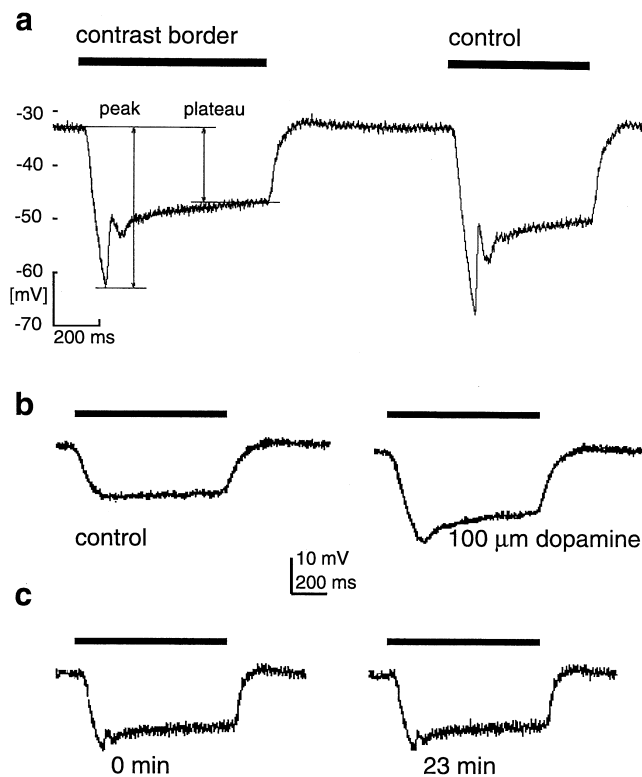 a
contrast border
control
peak
plateau
-30
-40
-50
-60
[mV]
-70
200 ms
b
control
100 µm dopamine
10 mV
200 ms
c
0 min
23 min